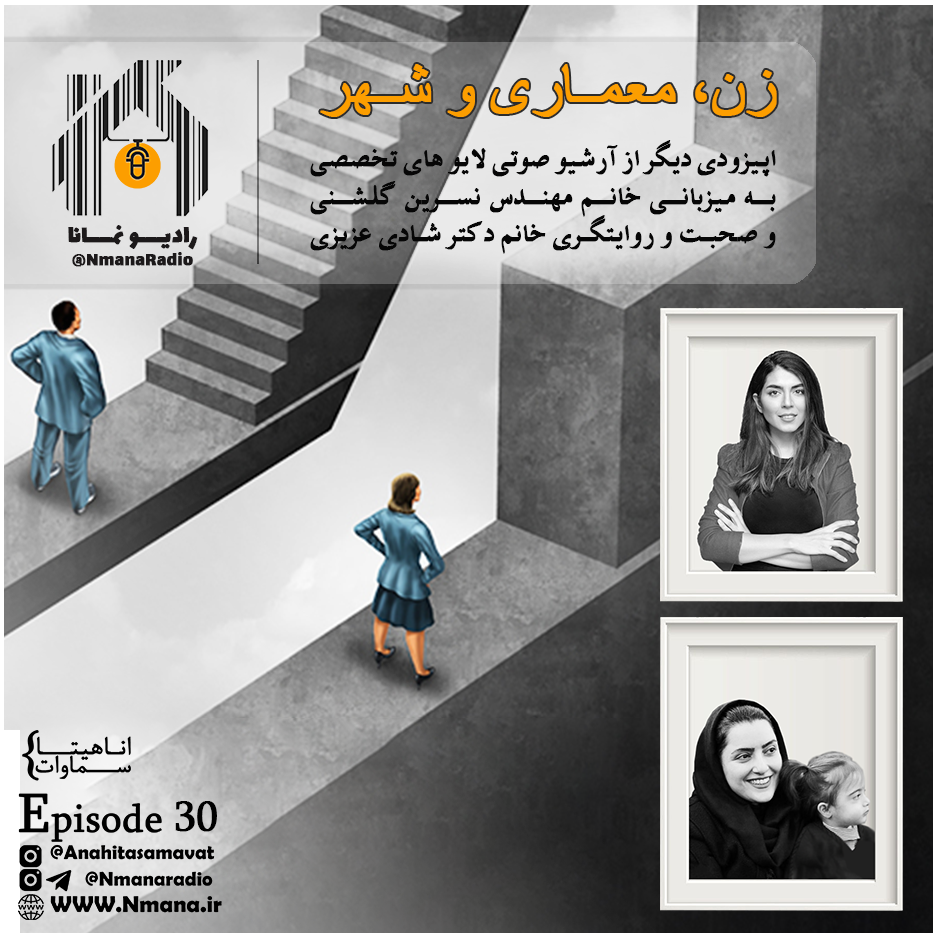 زن، معماری و شهر
اپیزودی دیگر از آرشیو صوتی لایو های تخصصی
به میزبانی خانم مهندس نسرین گلشنی
و صحبت و روایتگری خانم دکتر شادی عزیزی
رادیو نمانا
@NmanaRadio
اناهیتا
سماوات
Episode 30
@Anahitasamavat
@Nmanaradio
WWW.Nmana.ir